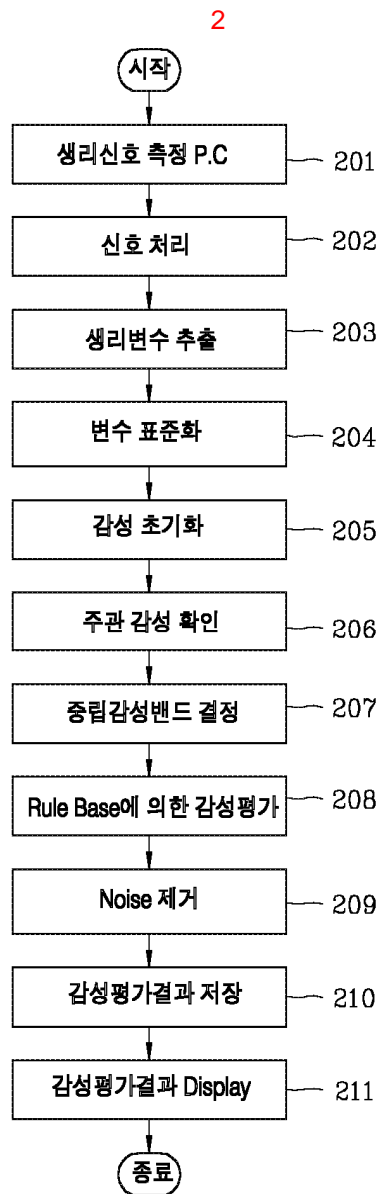 2
시작
생리신호 측정 P.C
201
신호 처리
202
생리변수 추출
203
변수 표준화
204
감성 초기화
205
주관 감성 확인
206
중립감성밴드 결정
207
Rule Base에 의한 감성평가
208
Noise 제거
209
감성평가결과 저장
210
감성평가결과 Display
211
종료